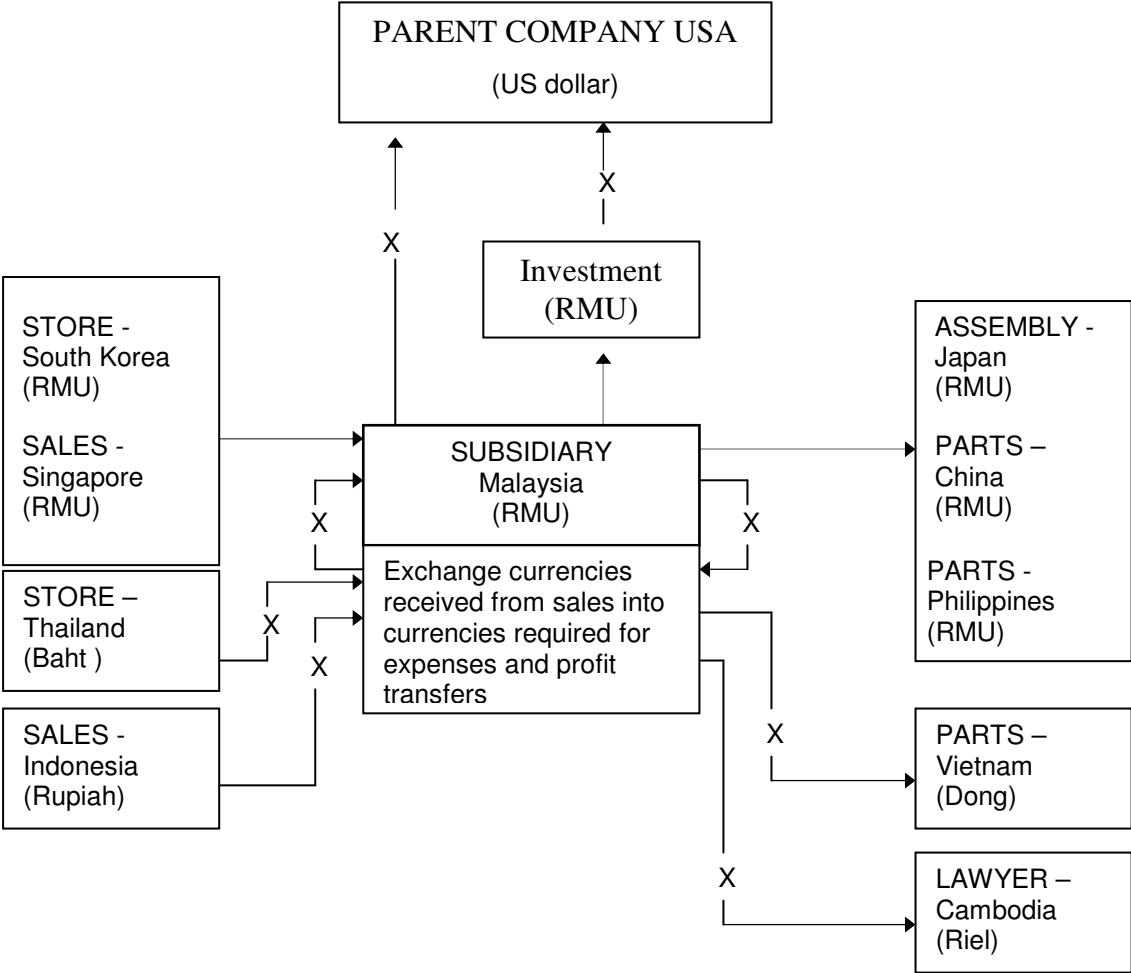 PARENT COMPANY USA
(US dollar)
X
X
Investment
(RMU)
STORE -
South Korea
(RMU)
SALES -
Singapore
(RMU)
STORE –
Thailand
(Baht )
SALES -
Indonesia
(Rupiah)
X
X
X
SUBSIDIARY
Malaysia
(RMU)
Exchange currencies
received from sales into
currencies required for
expenses and profit
transfers
X
X
X
ASSEMBLY -
Japan
(RMU)
PARTS –
China
(RMU)
PARTS -
Philippines
(RMU)
PARTS –
Vietnam
(Dong)
LAWYER –
Cambodia
(Riel)